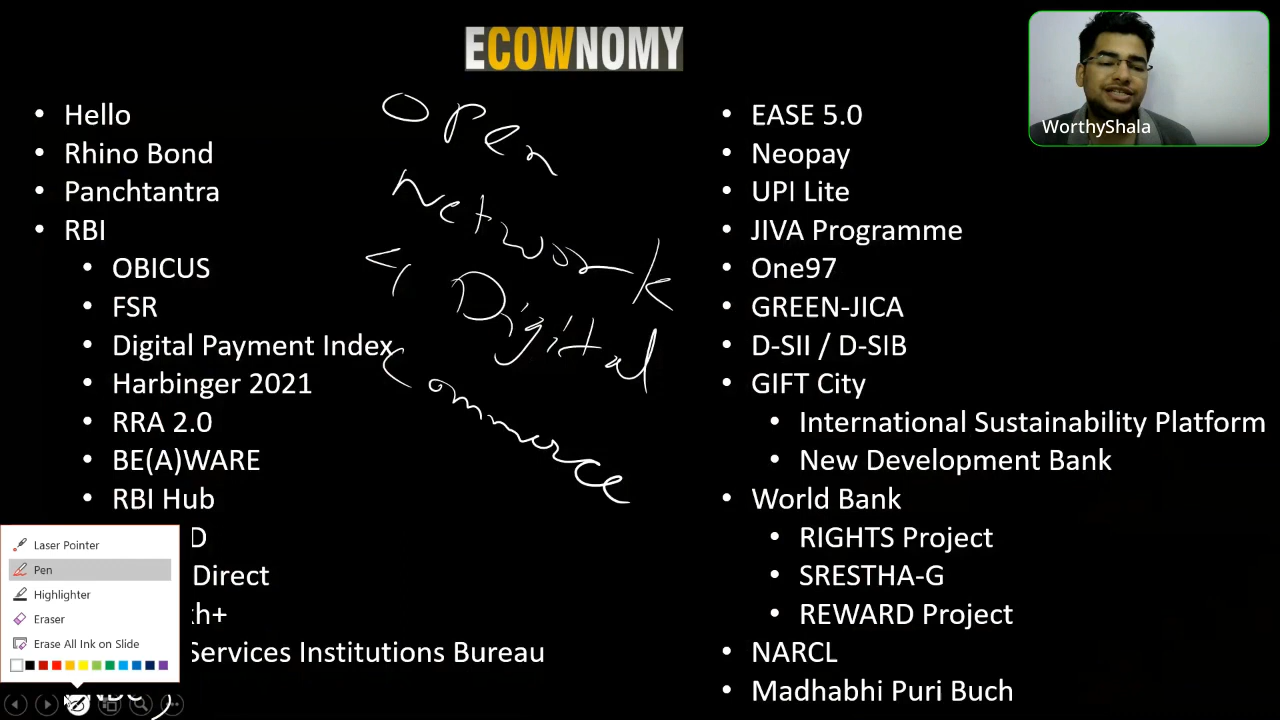 ECOWNOMY
WorthyShala
• Hello
• Rhino Bond
• Panchtantra
• RBI
• OBICUS
• FSR
• Digital Payment Index
• Harbinger 2021
• RRA 2.0
• BE(A)WARE
• RBI Hub
D
Direct
kh+
Services Institutions Bureau
Open
Network
Digital
Commerce
• EASE 5.0
• Neopay
• UPI Lite
• JIVA Programme
• One97
• GREEN-JICA
• D-SII / D-SIB
• GIFT City
• International Sustainability Platform
• New Development Bank
• World Bank
• RIGHTS Project
• SRESTHA-G
• REWARD Project
• NARCL
• Madhabhi Puri Buch
Laser Pointer
Pen
Highlighter
Eraser
Erase All Ink on Slide